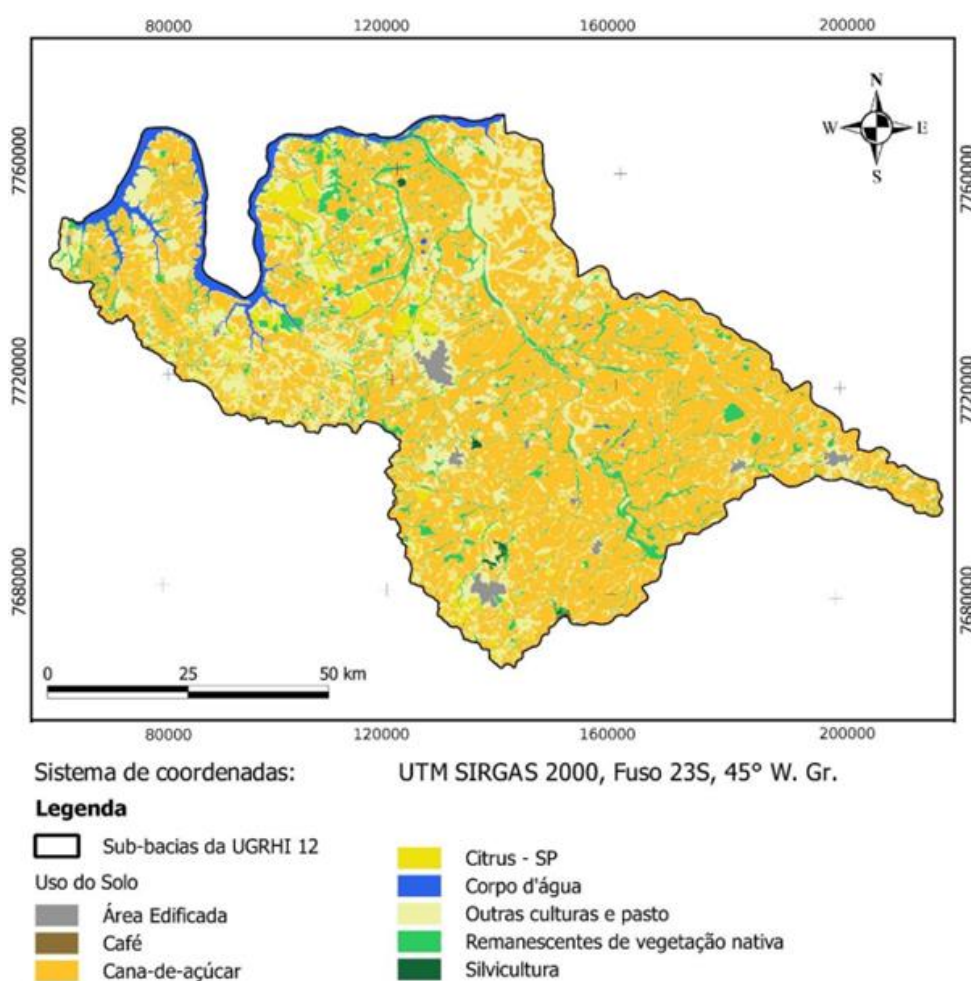 80000 120000 160000 200000
N
W E
S
7760000 7760000
7720000 7720000
7680000 7680000
0 25 50 km
80000 120000 160000 200000
Sistema de coordenadas: UTM SIRGAS 2000, Fuso 23S, 45° W. Gr.
Legenda
Sub-bacias da UGRHI 12
Uso do Solo
Área Edificada
Café
Cana-de-açúcar
Citrus - SP
Corpo d'água
Outras culturas e pasto
Remanescentes de vegetação nativa
Silvicultura